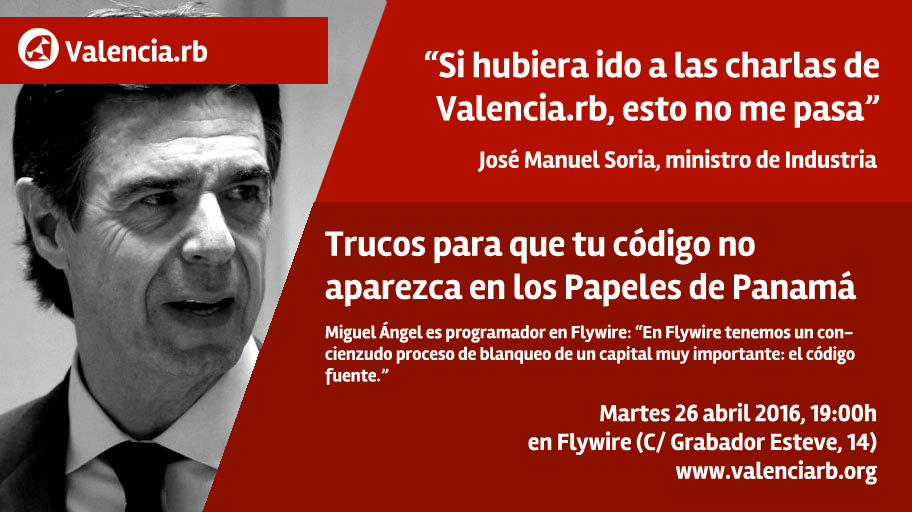 Valencia.rb
“Si hubiera ido a las charlas de
Valencia.rb, esto no me pasa”
José Manuel Soria, ministro de Industria
Trucos para que tu código no
aparezca en los Papeles de Panamá
Miguel Ángel es programador en Flywire: “En Flywire tenemos un con-
cienzudo proceso de blanqueo de un capital muy importante: el código
fuente.”
Martes 26 abril 2016, 19:00h
en Flywire (C/ Grabador Esteve, 14)
www.valenciarb.org